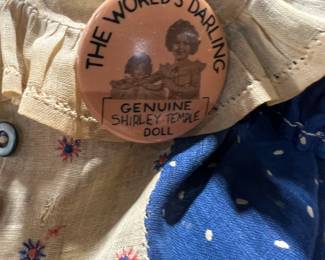 THE WORLD'S DARLING
GENUINE
SHIRLEY TEMPLE
DOLL